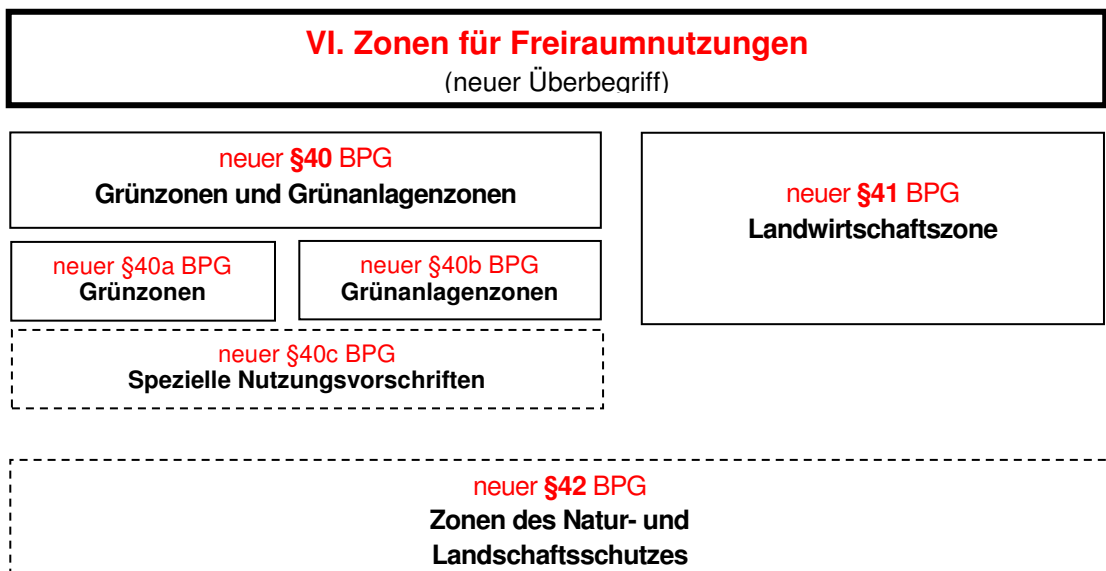 VI. Zonen für Freiraumnutzungen
(neuer Überbegriff)
neuer §40 BPG
Grünzonen und Grünanlagenzonen
neuer §41 BPG
Landwirtschaftszone
neuer §40a BPG
Grünzonen
neuer §40b BPG
Grünanlagenzonen
neuer §40c BPG
Spezielle Nutzungsvorschriften
neuer §42 BPG
Zonen des Natur- und
Landschaftsschutzes